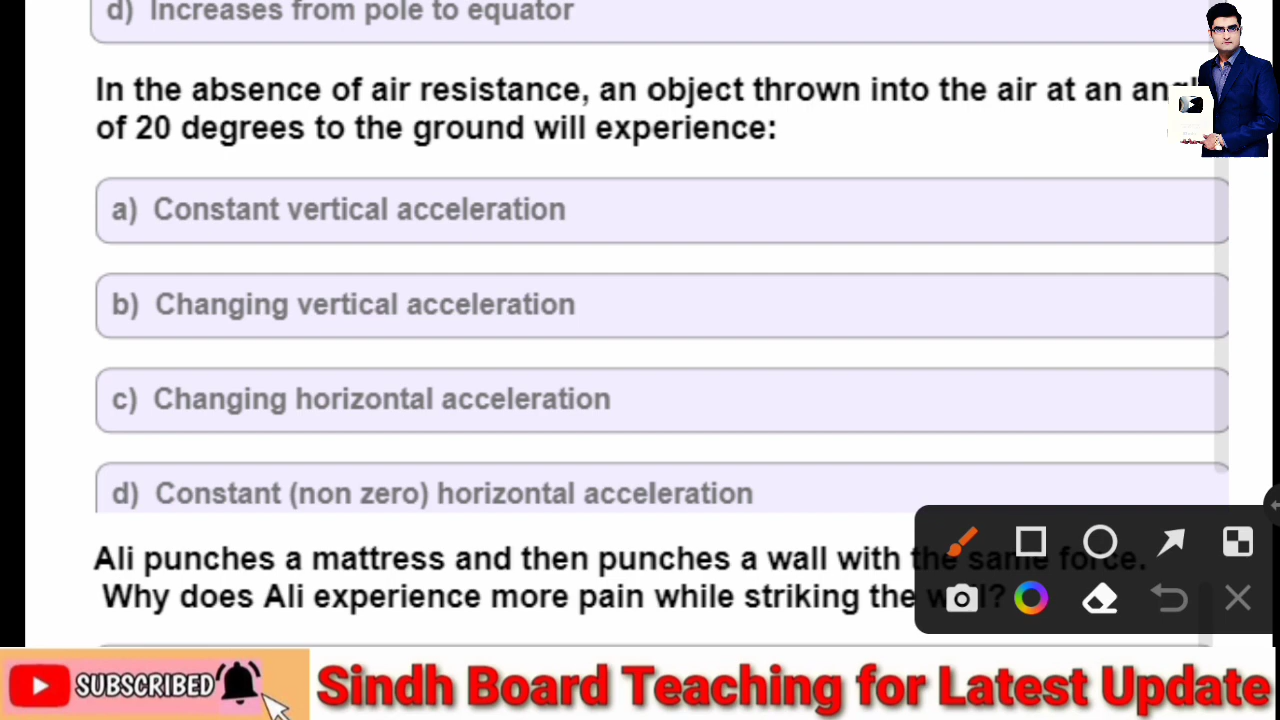 d) Increases from pole to equator
In the absence of air resistance, an object thrown into the air at an
of 20 degrees to the ground will experience:
a) Constant vertical acceleration
b) Changing vertical acceleration
c) Changing horizontal acceleration
d) Constant (non zero) horizontal acceleration
Ali punches a mattress and then punches a wall with the same force.
Why does Ali experience more pain while striking the
SUBSCRIBED Sindh Board Teaching for Latest Update